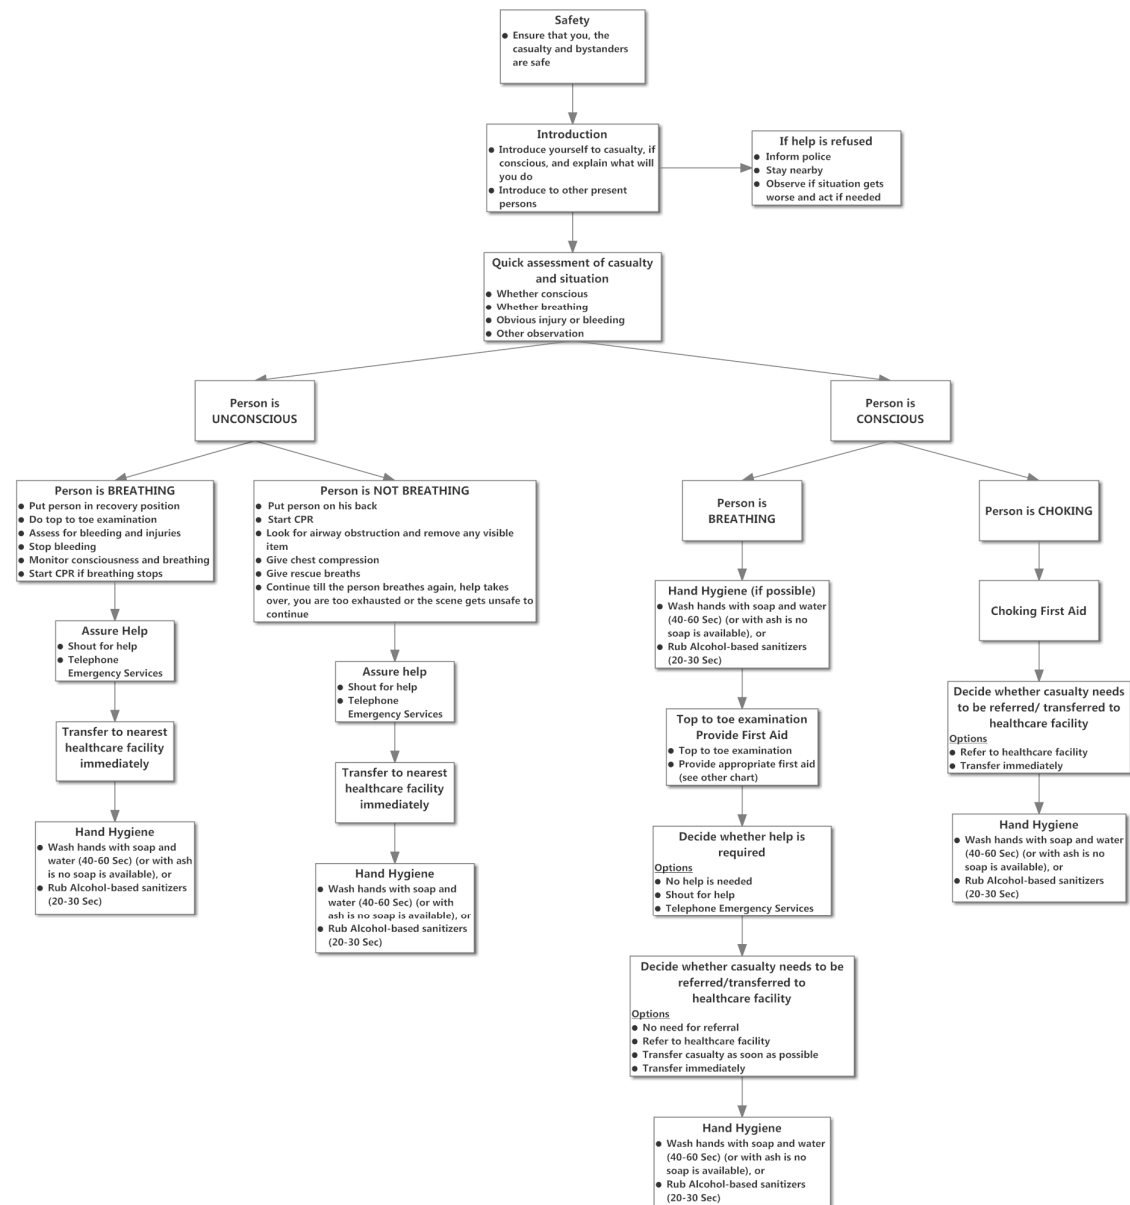 Safety
● Ensure that you, the
casualty and bystanders
are safe
Introduction
● Introduce yourself to casualty, if
conscious, and explain what will
you do
● Introduce to other present
persons
If help is refused
● Inform police
● Stay nearby
● Observe if situation gets
worse and act if needed
Quick assessment of casualty
and situation
● Whether conscious
● Whether breathing
● Obvious injury or bleeding
● Other observation
Person is
UNCONSCIOUS
Person is
CONSCIOUS
Person is BREATHING
● Put person in recovery position
● Do top to toe examination
● Assess for bleeding and injuries
● Stop bleeding
● Monitor consciousness and breathing
● Start CPR if breathing stops
Assure Help
● Shout for help
● Telephone
Emergency Services
Transfer to nearest
healthcare facility
immediately
Hand Hygiene
● Wash hands with soap and
water (40-60 Sec) (or with ash
is no soap is available), or
● Rub Alcohol-based sanitizers
(20-30 Sec)
Person is NOT BREATHING
● Put person on his back
● Start CPR
● Look for airway obstruction and remove any visible
item
● Give chest compression
● Give rescue breaths
● Continue till the person breathes again, help takes
over, you are too exhausted or the scene gets unsafe to
continue
Assure help
● Shout for help
● Telephone
Emergency Services
Transfer to nearest
healthcare facility
immediately
Hand Hygiene
● Wash hands with soap and
water (40-60 Sec) (or with
ash is no soap is available), or
● Rub Alcohol-based sanitizers
(20-30 Sec)
Person is
BREATHING
Hand Hygiene (if possible)
● Wash hands with soap and water
(40-60 Sec) (or with ash is no
soap is available), or
● Rub Alcohol-based sanitizers
(20-30 Sec)
Top to toe examination
Provide First Aid
● Top to toe examination
● Provide appropriate first aid
(see other chart)
Decide whether help is
required
Options
● No help is needed
● Shout for help
● Telephone Emergency Services
Decide whether casualty needs to be
referred/transferred to
healthcare facility
Options
● No need for referral
● Refer to healthcare facility
● Transfer casualty as soon as possible
● Transfer immediately
Hand Hygiene
● Wash hands with soap and water
(40-60 Sec) (or with ash is no
soap is available), or
● Rub Alcohol-based sanitizers
(20-30 Sec)
Person is CHOKING
Choking First Aid
Decide whether casualty needs
to be referred/ transferred to
healthcare facility
Options
● Refer to healthcare facility
● Transfer immediately
Hand Hygiene
● Wash hands with soap and water
(40-60 Sec) (or with ash is no
soap is available), or
● Rub Alcohol-based sanitizers
(20-30 Sec)